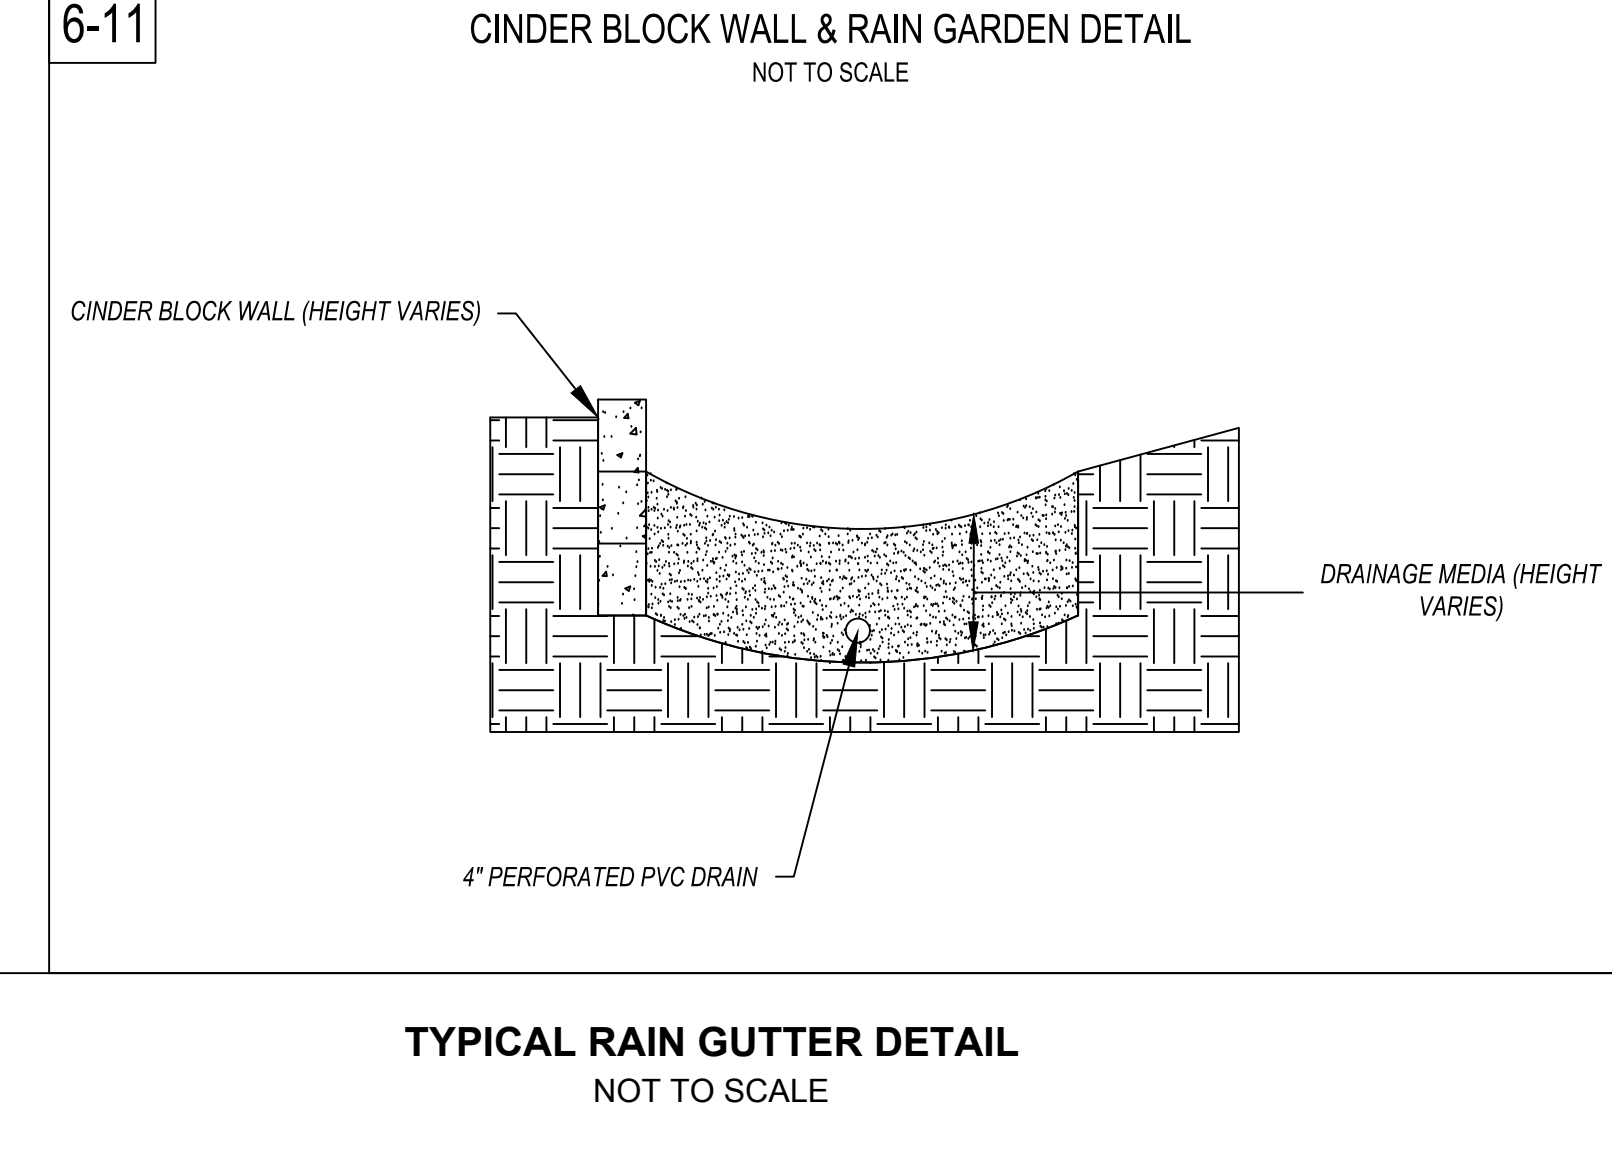 6-11
CINDER BLOCK WALL & RAIN GARDEN DETAIL
NOT TO SCALE
CINDER BLOCK WALL (HEIGHT VARIES)
DRAINAGE MEDIA (HEIGHT
VARIES)
4" PERFORATED PVC DRAIN
TYPICAL RAIN GUTTER DETAIL
NOT TO SCALE